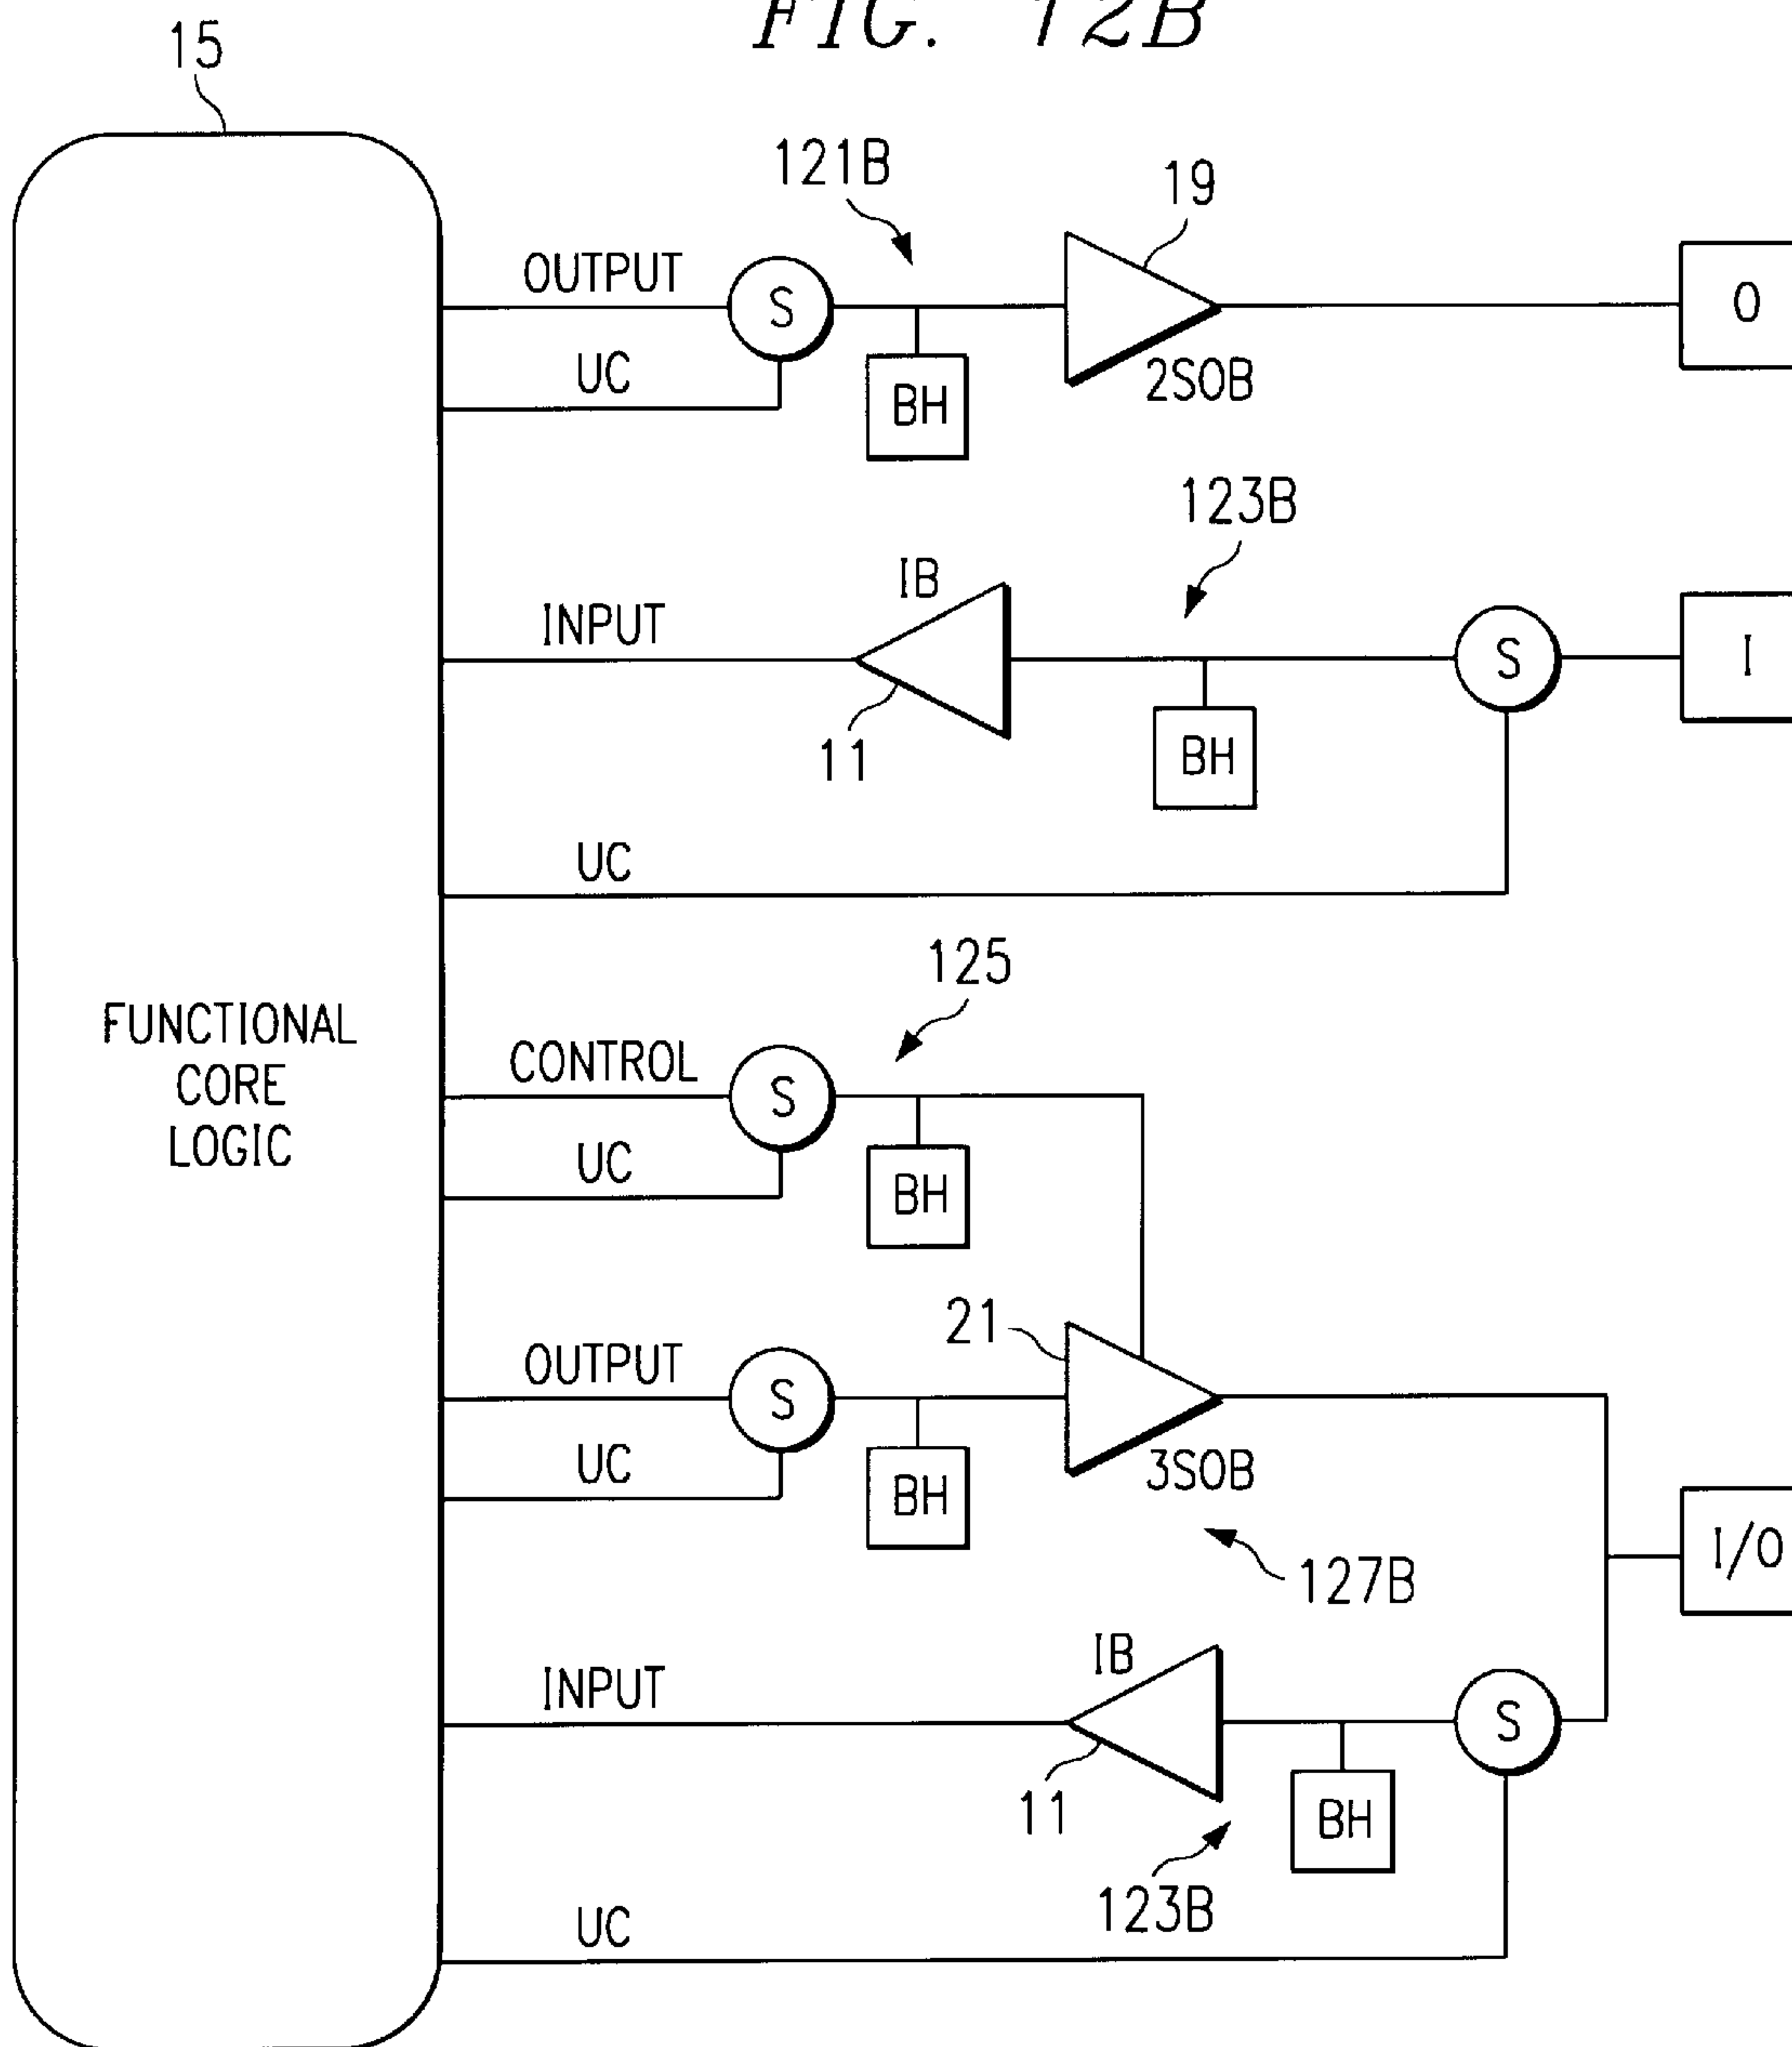 FIG. 12B
15
121B
19
OUTPUT
S
O
UC
BH
2SOB
123B
IB
INPUT
S
I
11
BH
UC
125
FUNCTIONAL
CORE
LOGIC
CONTROL
S
UC
BH
21
OUTPUT
S
UC
BH
3SOB
I/O
127B
IB
INPUT
S
11
BH
123B
UC